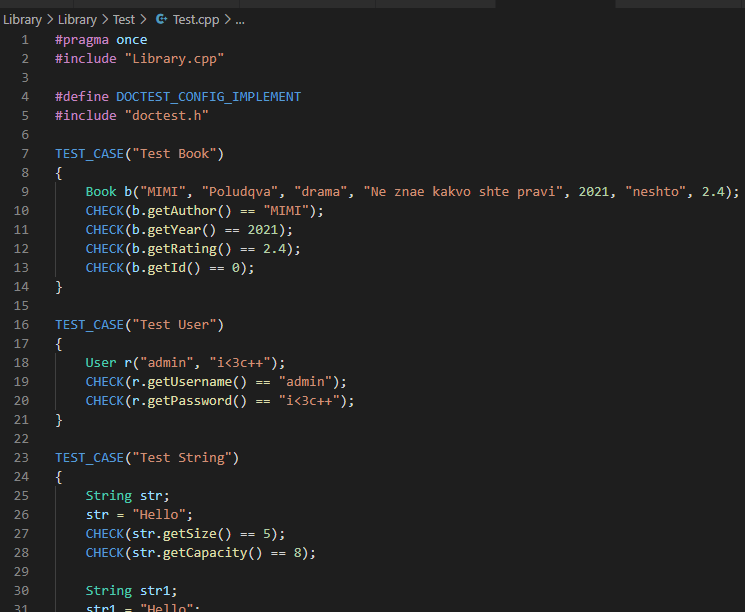 Library > Library > Test > Test.cpp > ...
1 #pragma once
2 #include "Library.cpp"
3
4 #define DOCTEST_CONFIG_IMPLEMENT
5 #include "doctest.h"
6
7 TEST_CASE("Test Book")
8 {
9 Book b("MIMI", "Poludqva", "drama", "Ne znae kakvo shte pravi", 2021, "neshto", 2.4);
10 CHECK(b.getAuthor() == "MIMI");
11 CHECK(b.getYear() == 2021);
12 CHECK(b.getRating() == 2.4);
13 CHECK(b.getId() == 0);
14 }
15
16 TEST_CASE("Test User")
17 {
18 User r("admin", "i<3c++");
19 CHECK(r.getUsername() == "admin");
20 CHECK(r.getPassword() == "i<3c++");
21 }
22
23 TEST_CASE("Test String")
24 {
25 String str;
26 str = "Hello";
27 CHECK(str.getSize() == 5);
28 CHECK(str.getCapacity() == 8);
29
30 String str1;
31 str1 = "Hello";